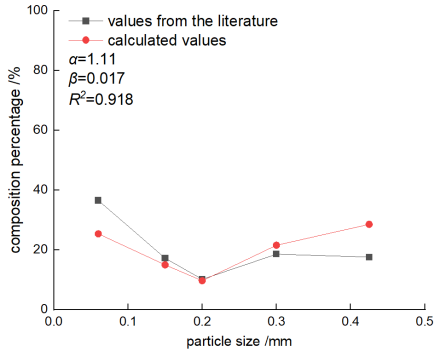 values from the literature
calculated values
α=1.11
β=0.017
R²=0.918
100
80
60
40
20
0
composition percentage /%
0.0 0.1 0.2 0.3 0.4 0.5
particle size /mm